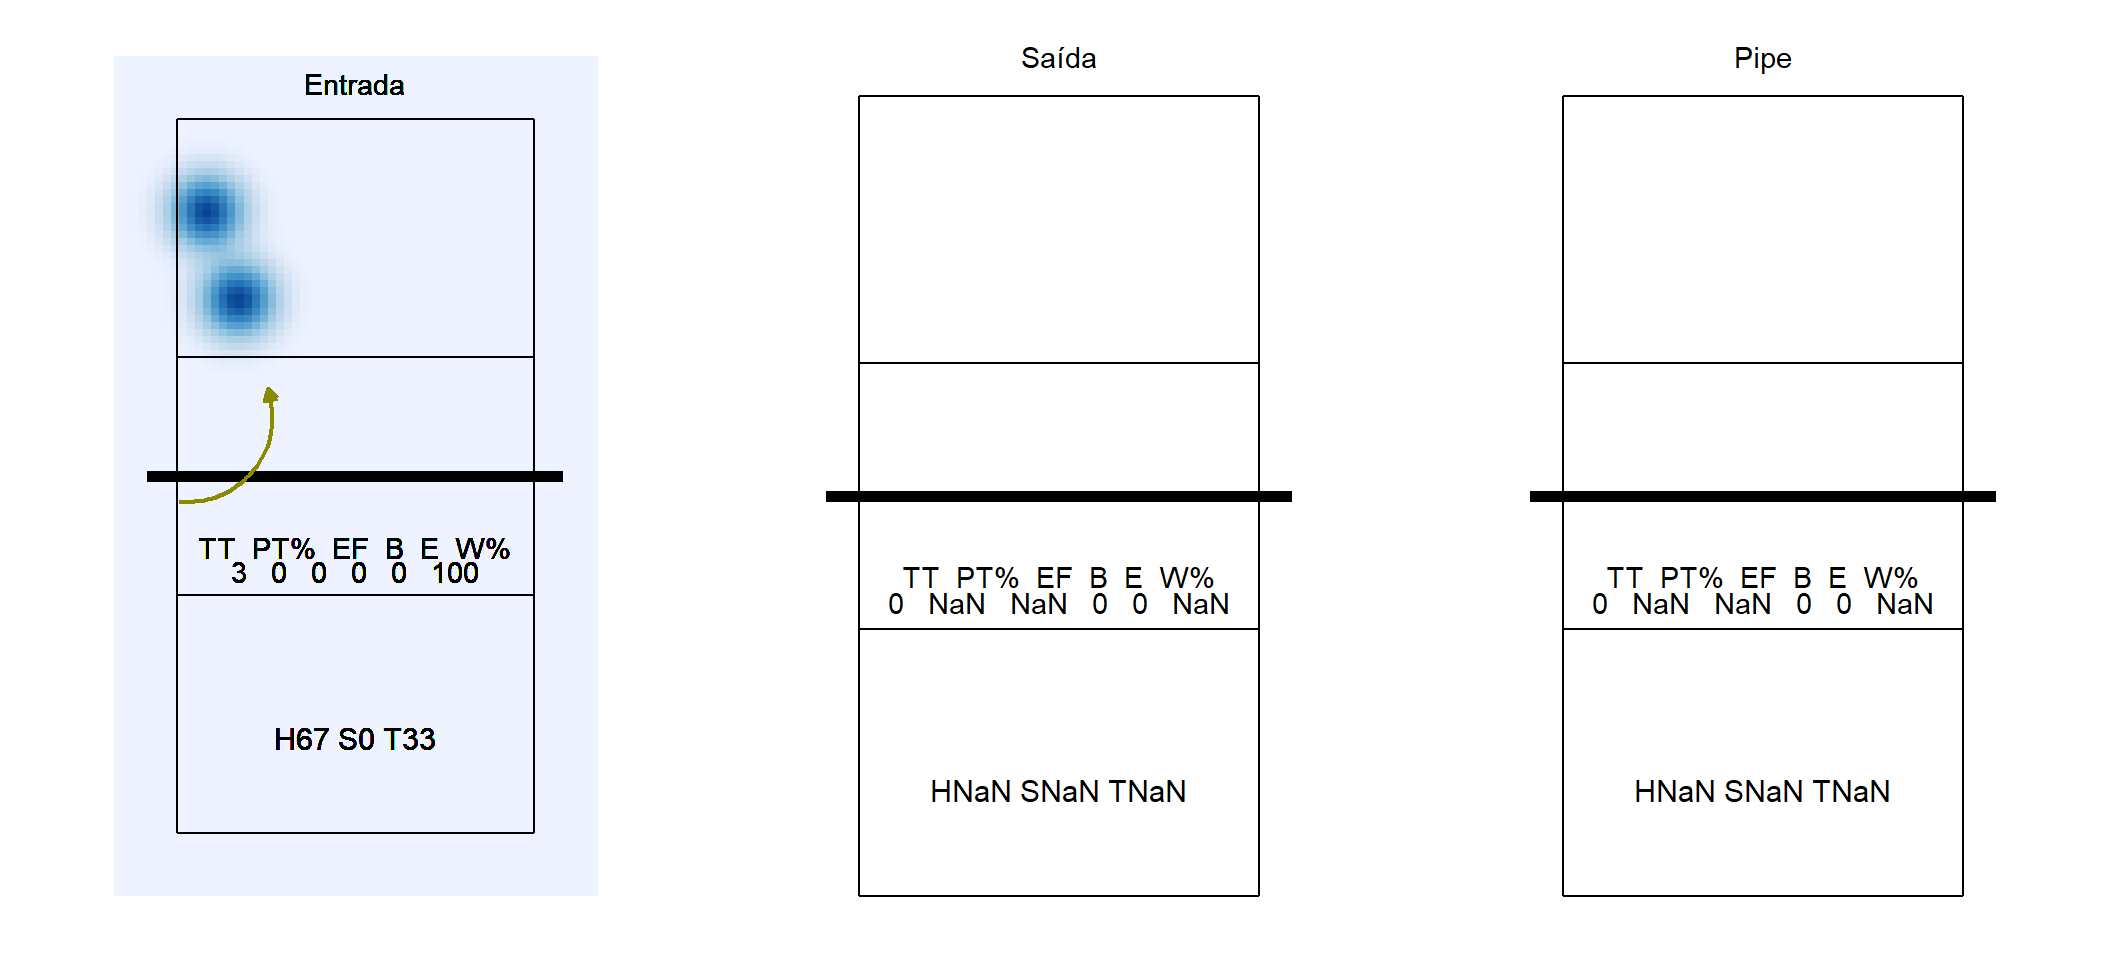 Entrada
TT PT% EF B E W%
3 0 0 0 0 100
H67 S0 T33
Saída
TT PT% EF B E W%
0 NaN NaN 0 0 NaN
HNaN SNaN TNaN
Pipe
TT PT% EF B E W%
0 NaN NaN 0 0 NaN
HNaN SNaN TNaN